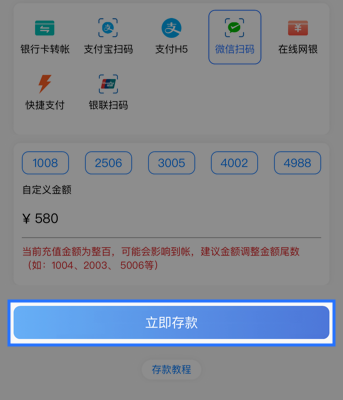 银行卡转帐 支付宝扫码 支付H5 微信扫码 在线网银
快捷支付 银联扫码
1008 2506 3005 4002 4988
自定义金额
¥ 580
当前充值金额为整百，可能会影响到帐，建议金额调整金额尾数
（如：1004、2003、 5006等）
立即存款
存款教程